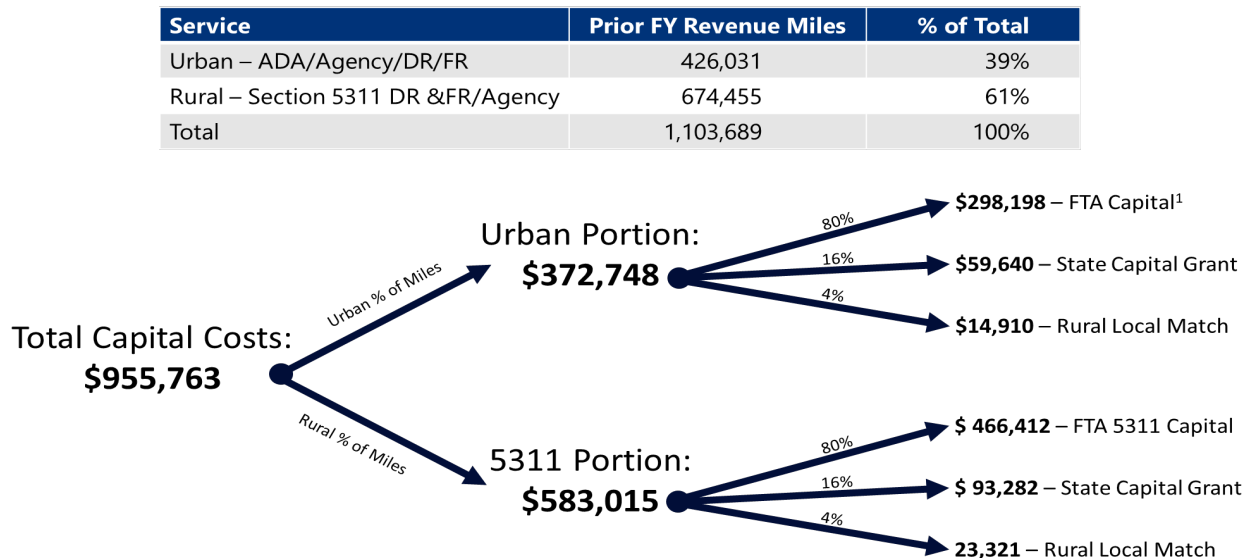 Service Prior FY Revenue Miles % of Total
Urban – ADA/Agency/DR/FR 426,031 39%
Rural – Section 5311 DR &FR/Agency 674,455 61%
Total 1,103,689 100%
Total Capital Costs:
$955,763
Urban % of Miles
Rural % of Miles
Urban Portion:
$372,748
80%
16%
4%
$298,198 – FTA Capital¹
$59,640 – State Capital Grant
$14,910 – Rural Local Match
5311 Portion:
$583,015
80%
16%
4%
$ 466,412 – FTA 5311 Capital
$ 93,282 – State Capital Grant
23,321 – Rural Local Match